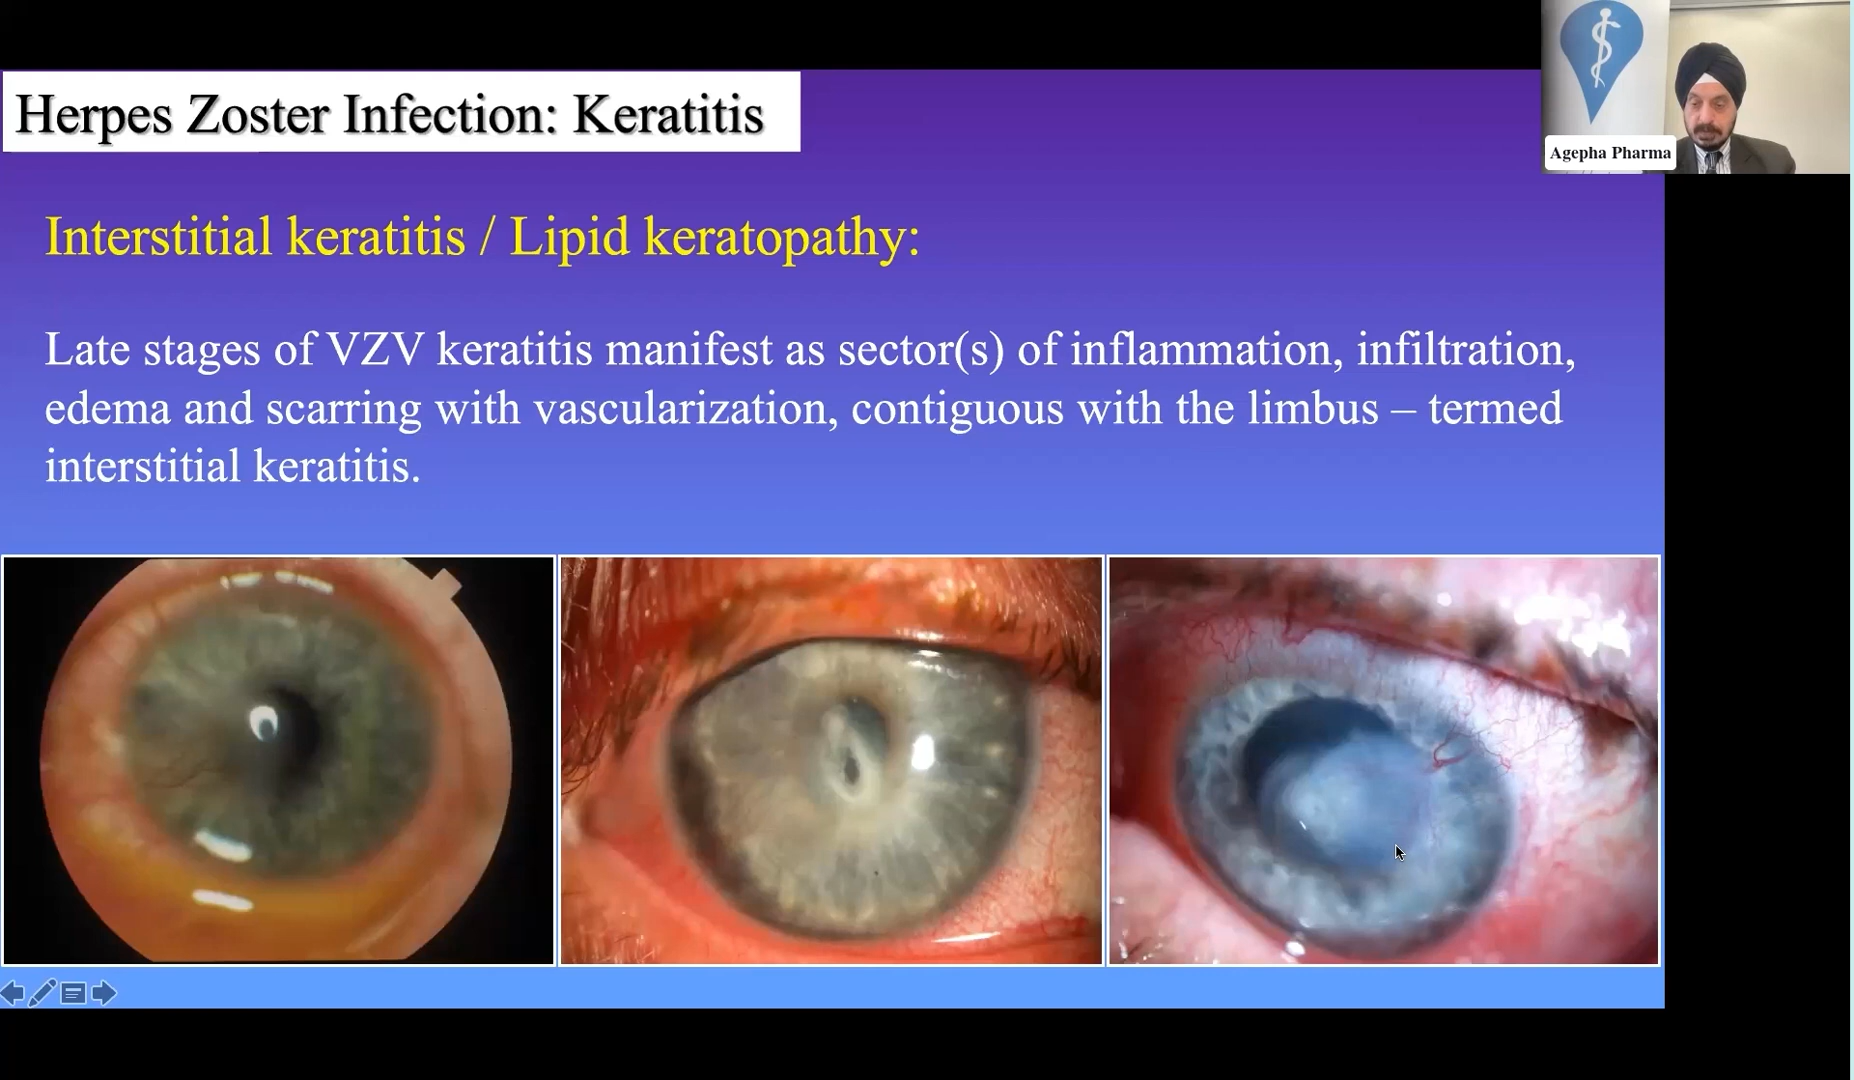 Herpes Zoster Infection: Keratitis
Agepha Pharma
Interstitial keratitis / Lipid keratopathy:
Late stages of VZV keratitis manifest as sector(s) of inflammation, infiltration,
edema and scarring with vascularization, contiguous with the limbus – termed
interstitial keratitis.